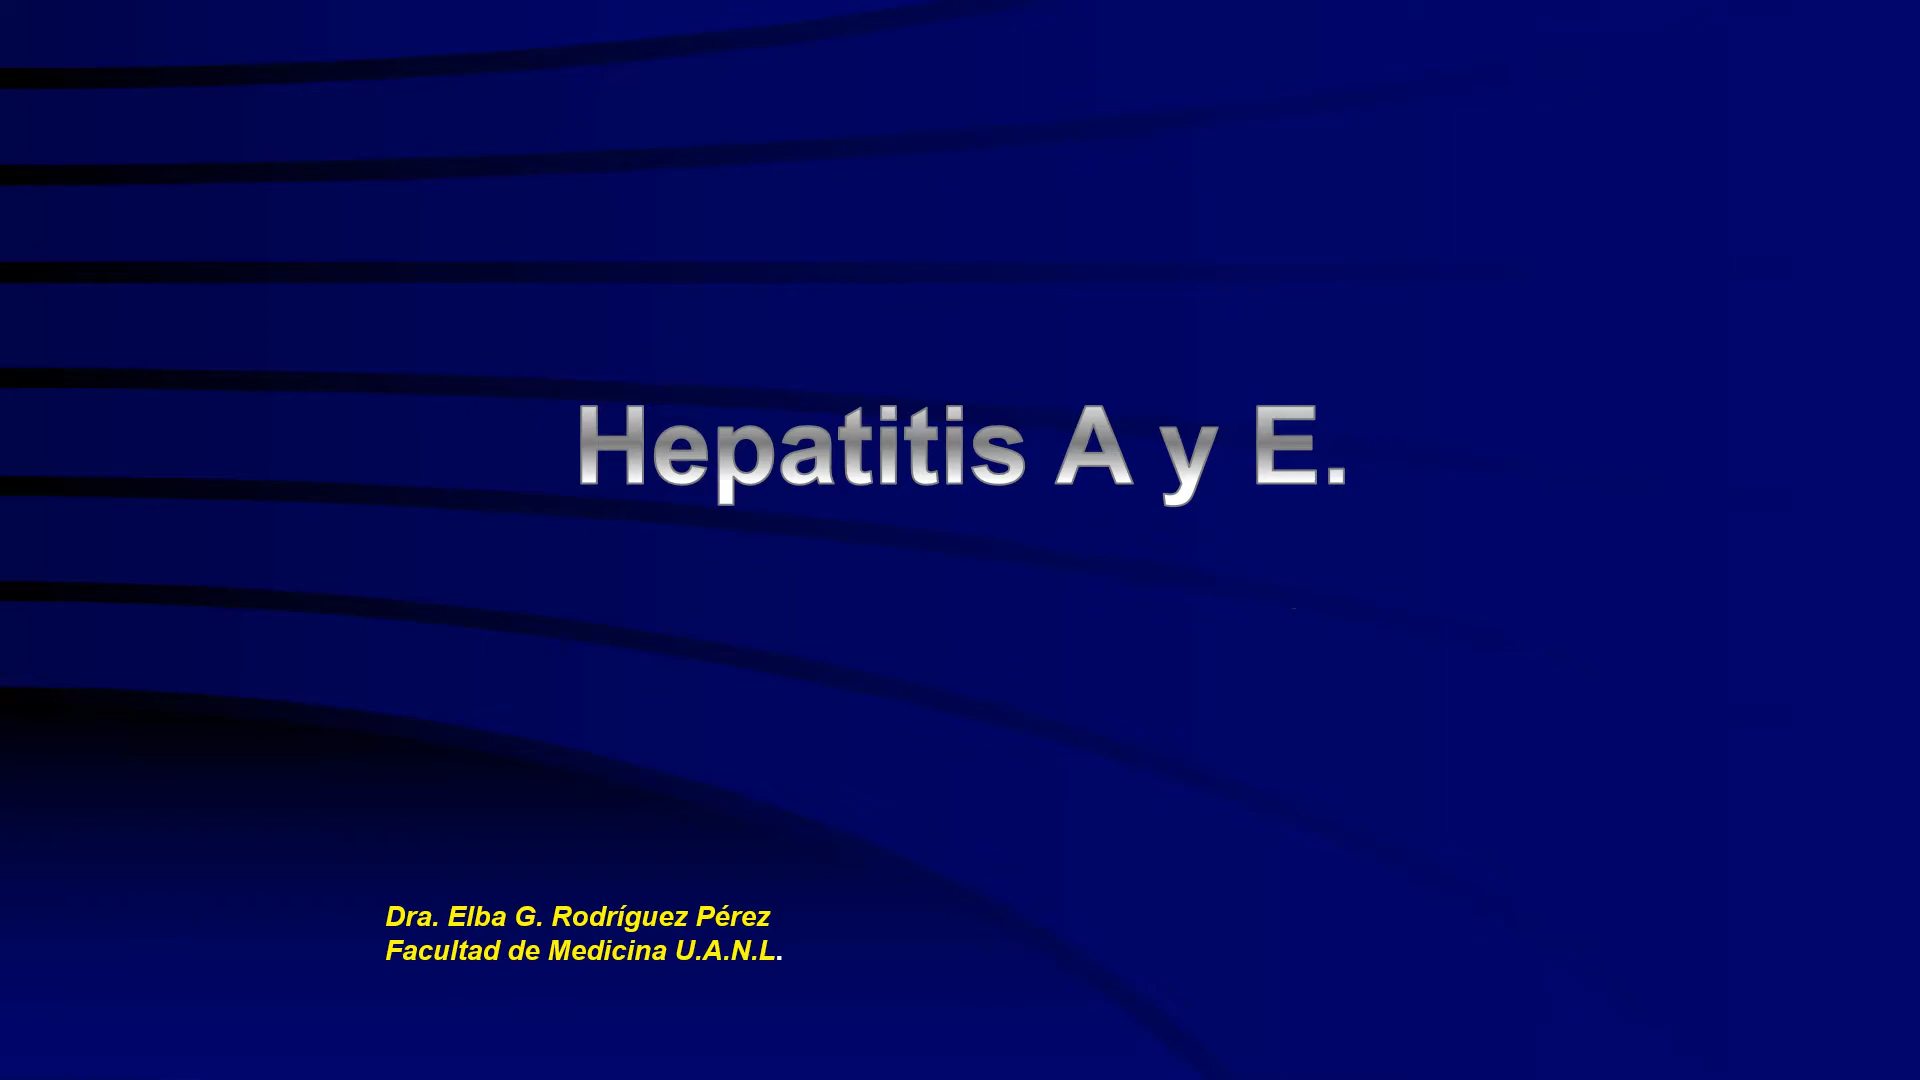 Hepatitis A y E.
Dra. Elba G. Rodríguez Pérez
Facultad de Medicina U.A.N.L.